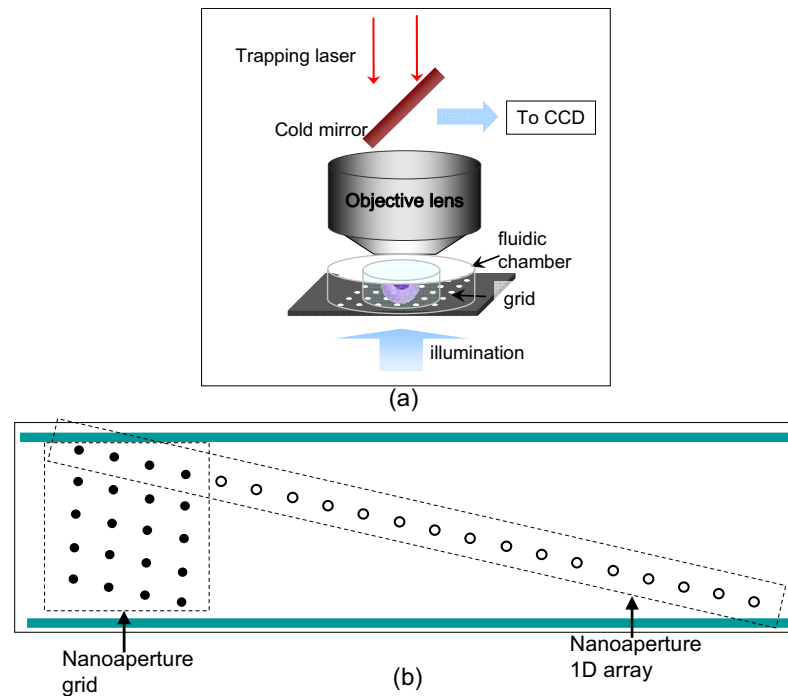 Trapping laser
Cold mirror
To CCD
Objective lens
fluidic
chamber
grid
illumination
(a)
Nanoaperture
grid
Nanoaperture
1D array
(b)